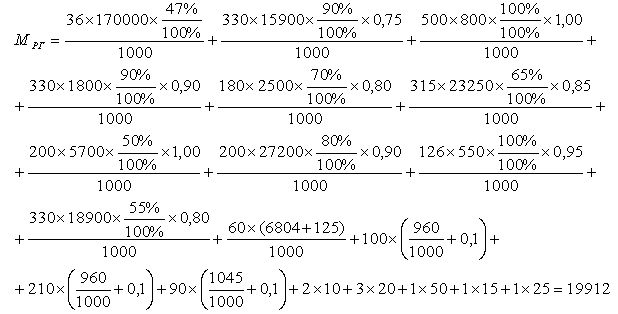 M_РГ = (36×170000×(47%/100%))/1000 + (330×15900×(90%/100%)×0,75)/1000 + (500×800×(100%/100%)×1,00)/1000 +
+ (330×1800×(90%/100%)×0,90)/1000 + (180×2500×(70%/100%)×0,80)/1000 + (315×23250×(65%/100%)×0,85)/1000 +
+ (200×5700×(50%/100%)×1,00)/1000 + (200×27200×(80%/100%)×0,90)/1000 + (126×550×(100%/100%)×0,95)/1000 +
+ (330×18900×(55%/100%)×0,80)/1000 + (60×(6804+125))/1000 + 100×(960/1000 + 0,1) +
+ 210×(960/1000 + 0,1) + 90×(1045/1000 + 0,1) + 2×10 + 3×20 + 1×50 + 1×15 + 1×25 = 19912